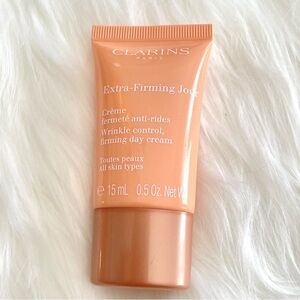 CLARINS
PARIS
Extra-Firming Jour
Crème
fermeté anti-rides
Wrinkle control,
firming day cream
Toutes peaux
All skin types
℮ 15 mL 0.5 Oz. Net